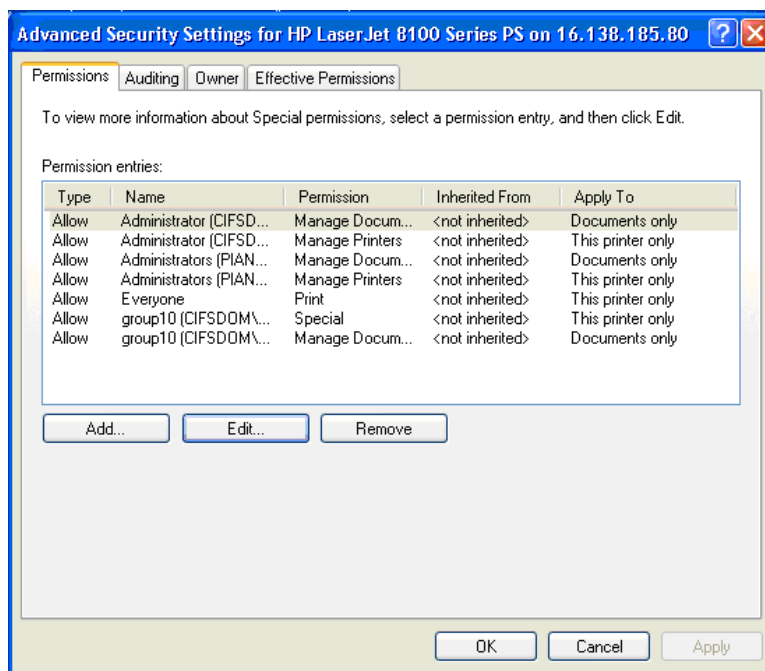 Advanced Security Settings for HP LaserJet 8100 Series PS on 16.138.185.80
Permissions Auditing Owner Effective Permissions
To view more information about Special permissions, select a permission entry, and then click Edit.
Permission entries:
Type Name Permission Inherited From Apply To
Allow Administrator (CIFSD... Manage Docum... <not inherited> Documents only
Allow Administrator (CIFSD... Manage Printers <not inherited> This printer only
Allow Administrators (PIAN... Manage Docum... <not inherited> Documents only
Allow Administrators (PIAN... Manage Printers <not inherited> This printer only
Allow Everyone Print <not inherited> This printer only
Allow group10 (CIFSDOM\... Special <not inherited> This printer only
Allow group10 (CIFSDOM\... Manage Docum... <not inherited> Documents only
Add... Edit... Remove
OK Cancel Apply